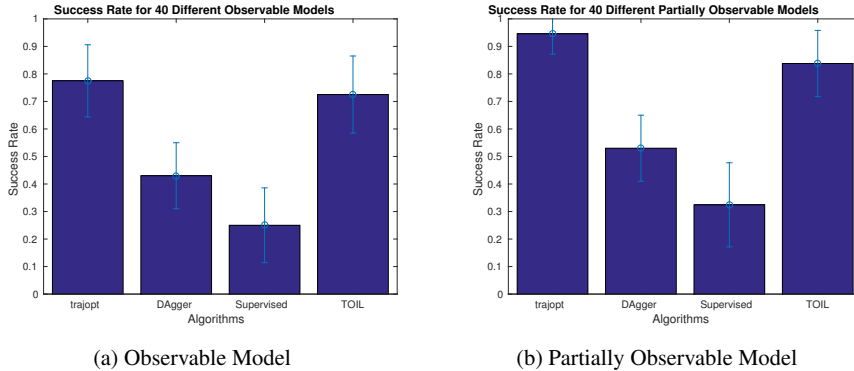 Success Rate for 40 Different Observable Models
1
0.9
0.8
0.7
0.6
0.5
0.4
0.3
0.2
0.1
0
Success Rate
trajopt DAgger Supervised TOIL
Algorithms
(a) Observable Model
Success Rate for 40 Different Partially Observable Models
1
0.9
0.8
0.7
0.6
0.5
0.4
0.3
0.2
0.1
0
Success Rate
trajopt DAgger Supervised TOIL
Algorithms
(b) Partially Observable Model